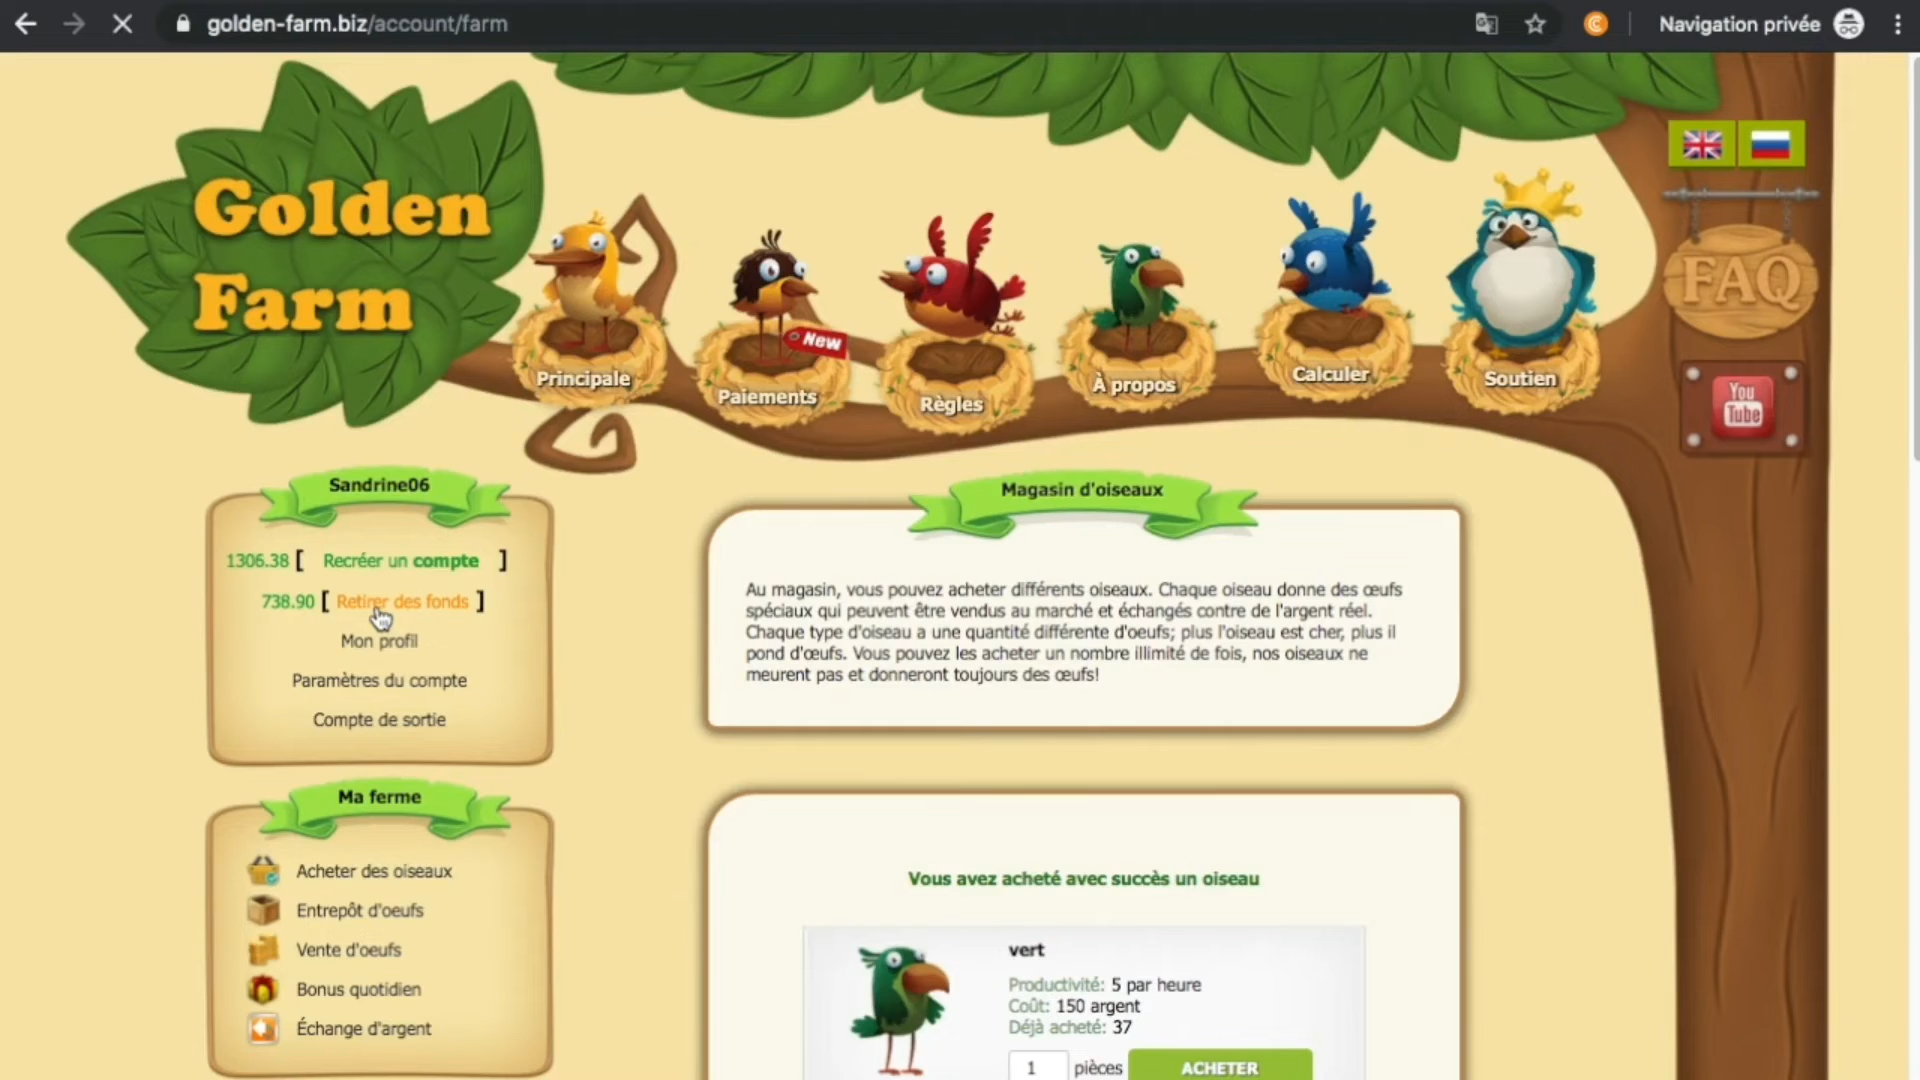 golden-farm.biz/account/farm
Navigation privée
Golden
Farm
Principale
Paiements
New
Règles
À propos
Calculer
Soutien
FAQ
You
Tube
Sandrine06
1306.38 [ Recréer un compte ]
738.90 [ Retirer des fonds ]
Mon profil
Paramètres du compte
Compte de sortie
Ma ferme
Acheter des oiseaux
Entrepôt d'oeufs
Vente d'oeufs
Bonus quotidien
Échange d'argent
Magasin d'oiseaux
Au magasin, vous pouvez acheter différents oiseaux. Chaque oiseau donne des œufs
spéciaux qui peuvent être vendus au marché et échangés contre de l'argent réel.
Chaque type d'oiseau a une quantité différente d'oeufs; plus l'oiseau est cher, plus il
pond d'œufs. Vous pouvez les acheter un nombre illimité de fois, nos oiseaux ne
meurent pas et donneront toujours des œufs!
Vous avez acheté avec succès un oiseau
vert
Productivité: 5 par heure
Coût: 150 argent
Déjà acheté: 37
1 pièces ACHETER